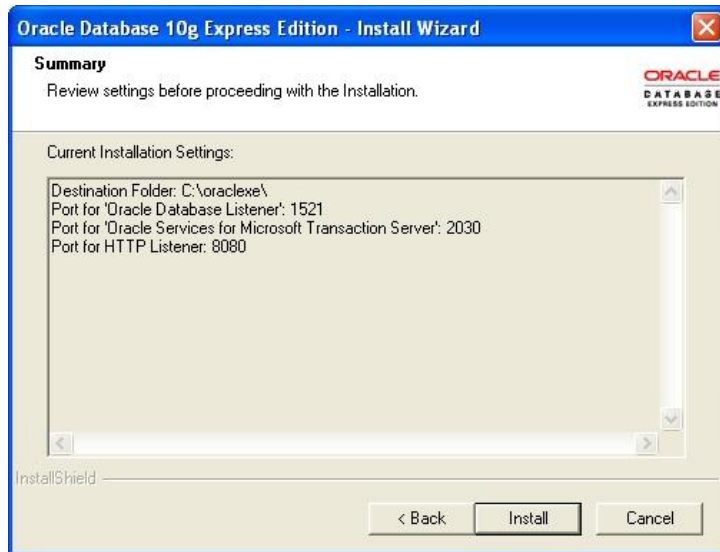 Oracle Database 10g Express Edition - Install Wizard
Summary
Review settings before proceeding with the Installation.
ORACLE
DATABASE
EXPRESS EDITION
Current Installation Settings:
Destination Folder: C:\oraclexe\
Port for 'Oracle Database Listener': 1521
Port for 'Oracle Services for Microsoft Transaction Server': 2030
Port for HTTP Listener: 8080
InstallShield
< Back
Install
Cancel